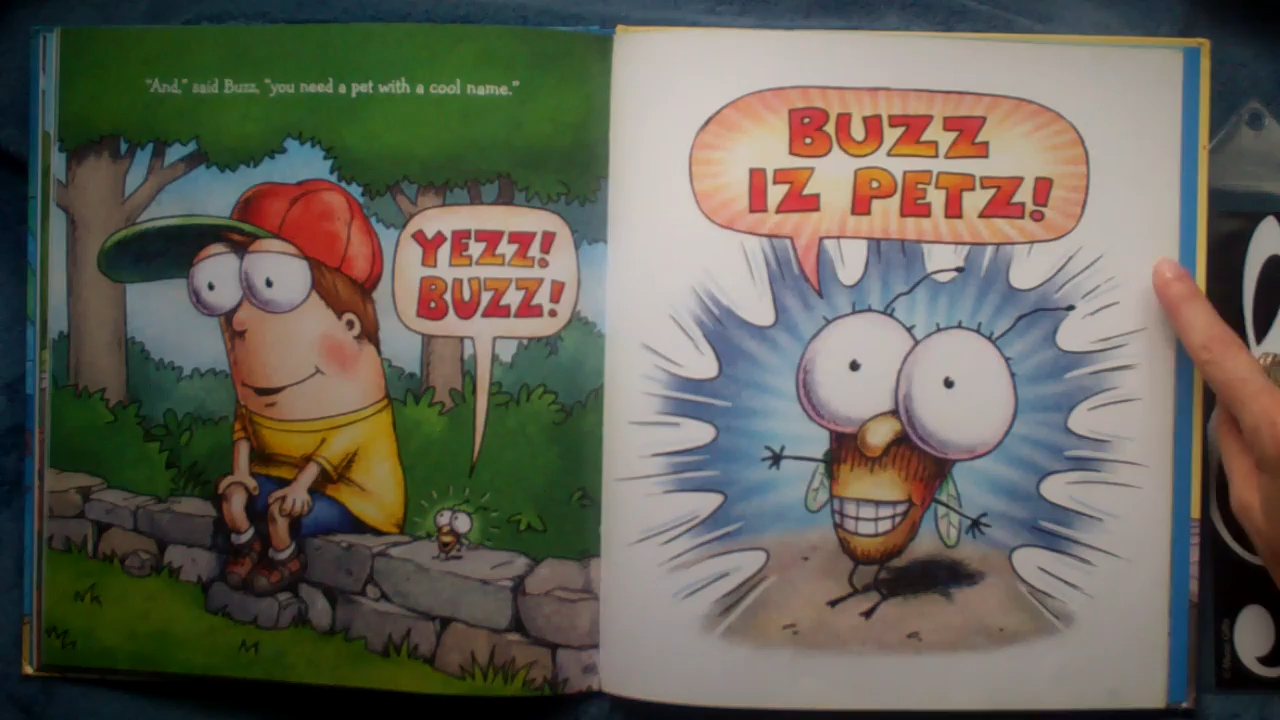 "And," said Buzz, "you need a pet with a cool name."
YEZZ!
BUZZ!
BUZZ
IZ PETZ!